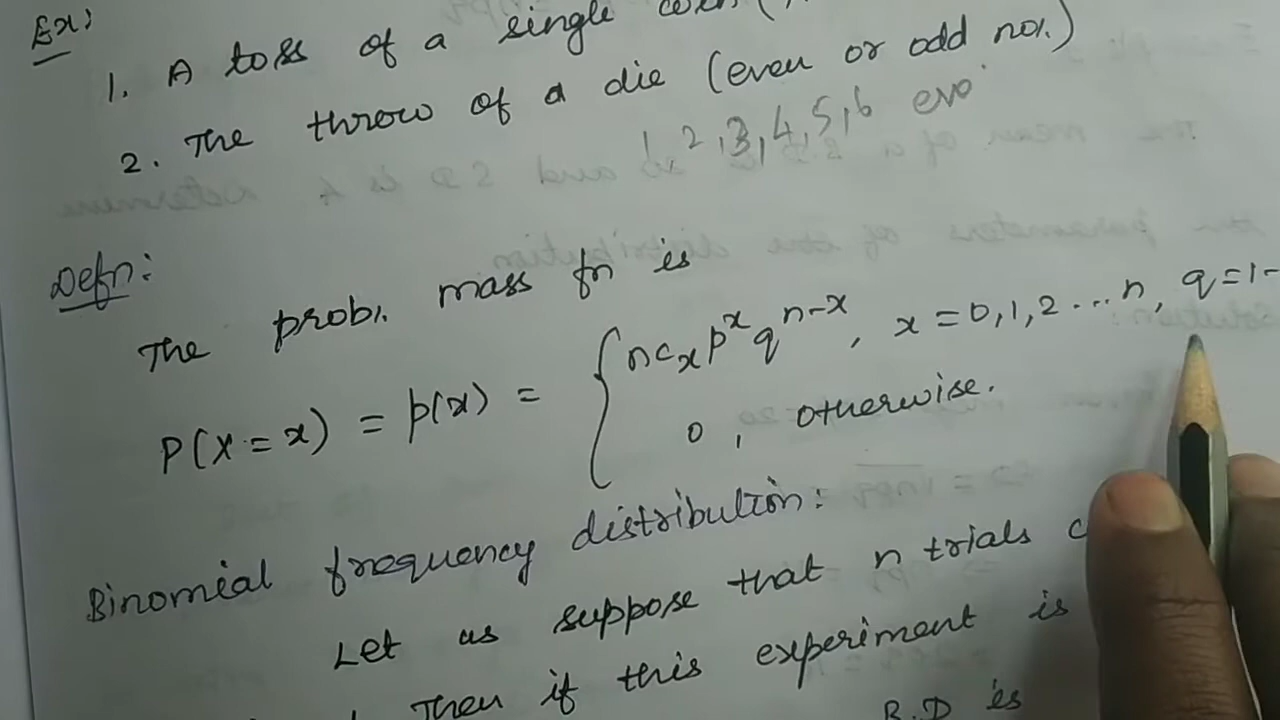 Ex:
1. A toss of a single coin (
2. The throw of a die (even or odd no.)
1, 2, 3, 4, 5, 6
Defn:
The prob. mass fn is
P(X = x) = p(x) = { nCx p^x q^{n-x}, x = 0, 1, 2 ... n, q = 1-
0, otherwise.
Binomial frequency distribution:
Let us suppose that n trials
Then if this experiment is
B.D is